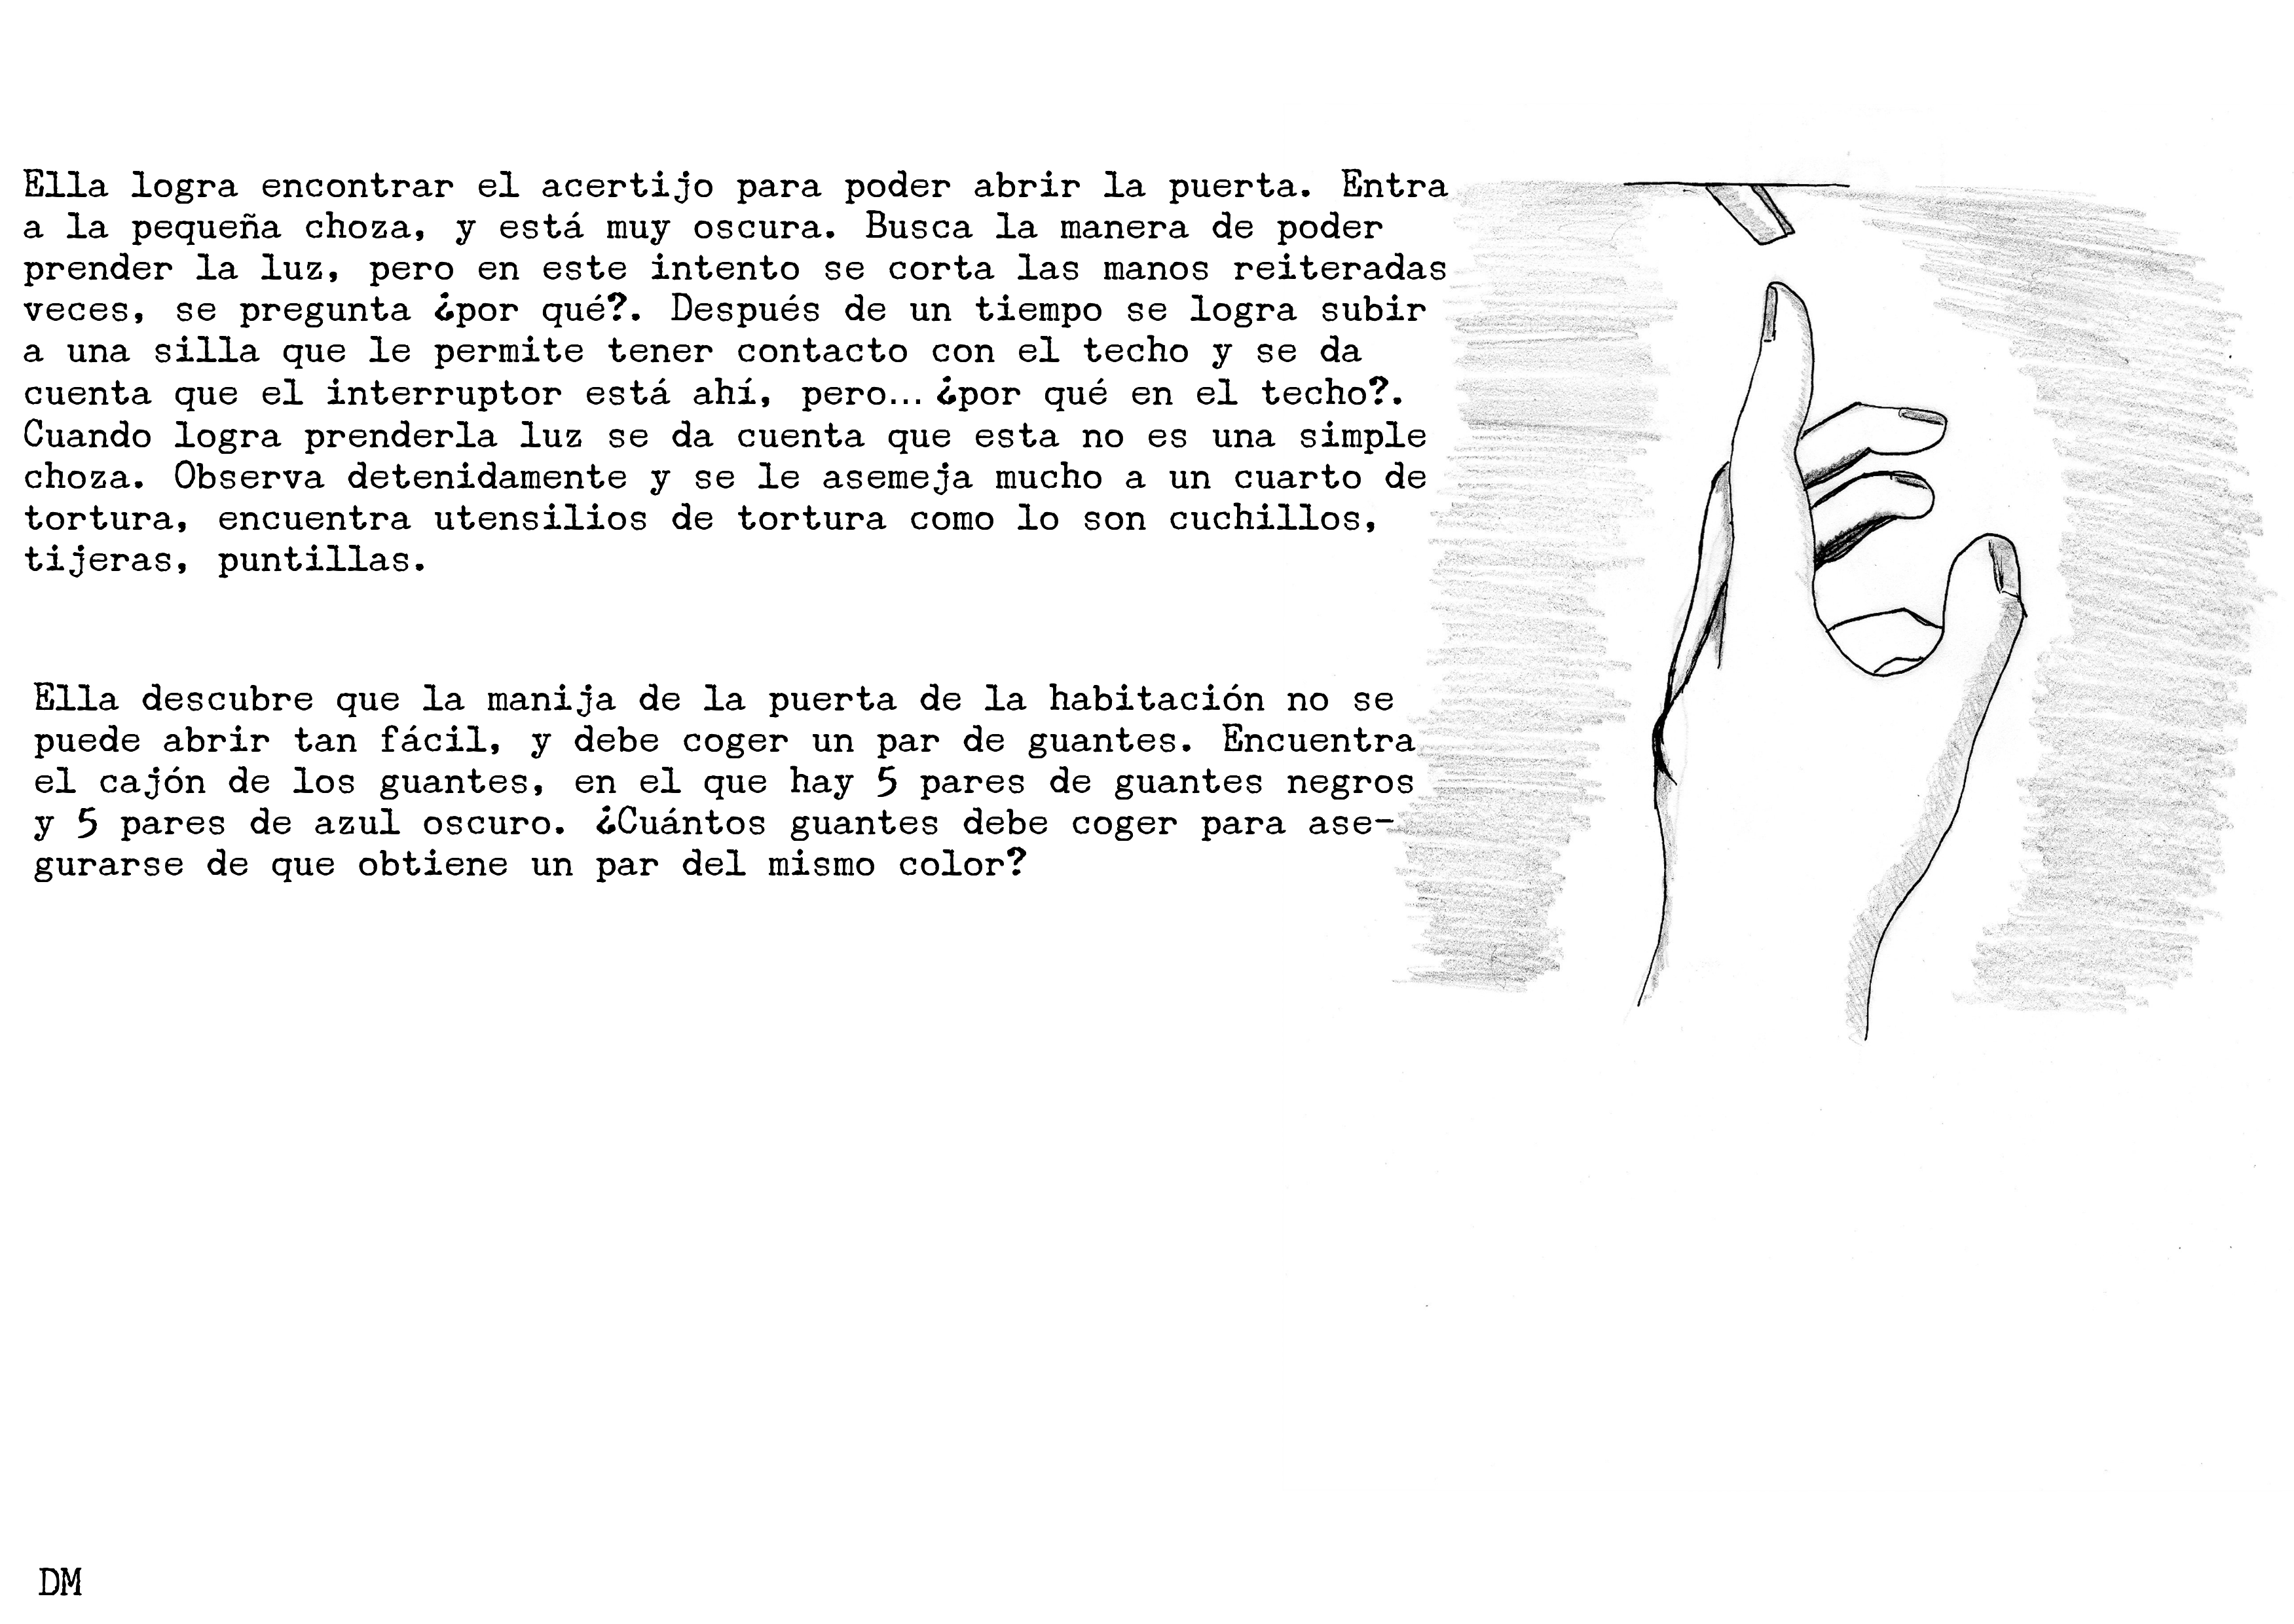 Ella logra encontrar el acertijo para poder abrir la puerta. Entra
a la pequeña choza, y está muy oscura. Busca la manera de poder
prender la luz, pero en este intento se corta las manos reiteradas
veces, se pregunta ¿por qué?. Después de un tiempo se logra subir
a una silla que le permite tener contacto con el techo y se da
cuenta que el interruptor está ahí, pero... ¿por qué en el techo?.
Cuando logra prenderla luz se da cuenta que esta no es una simple
choza. Observa detenidamente y se le asemeja mucho a un cuarto de
tortura, encuentra utensilios de tortura como lo son cuchillos,
tijeras, puntillas.
Ella descubre que la manija de la puerta de la habitación no se
puede abrir tan fácil, y debe coger un par de guantes. Encuentra
el cajón de los guantes, en el que hay 5 pares de guantes negros
y 5 pares de azul oscuro. ¿Cuántos guantes debe coger para ase-
gurarse de que obtiene un par del mismo color?
DM